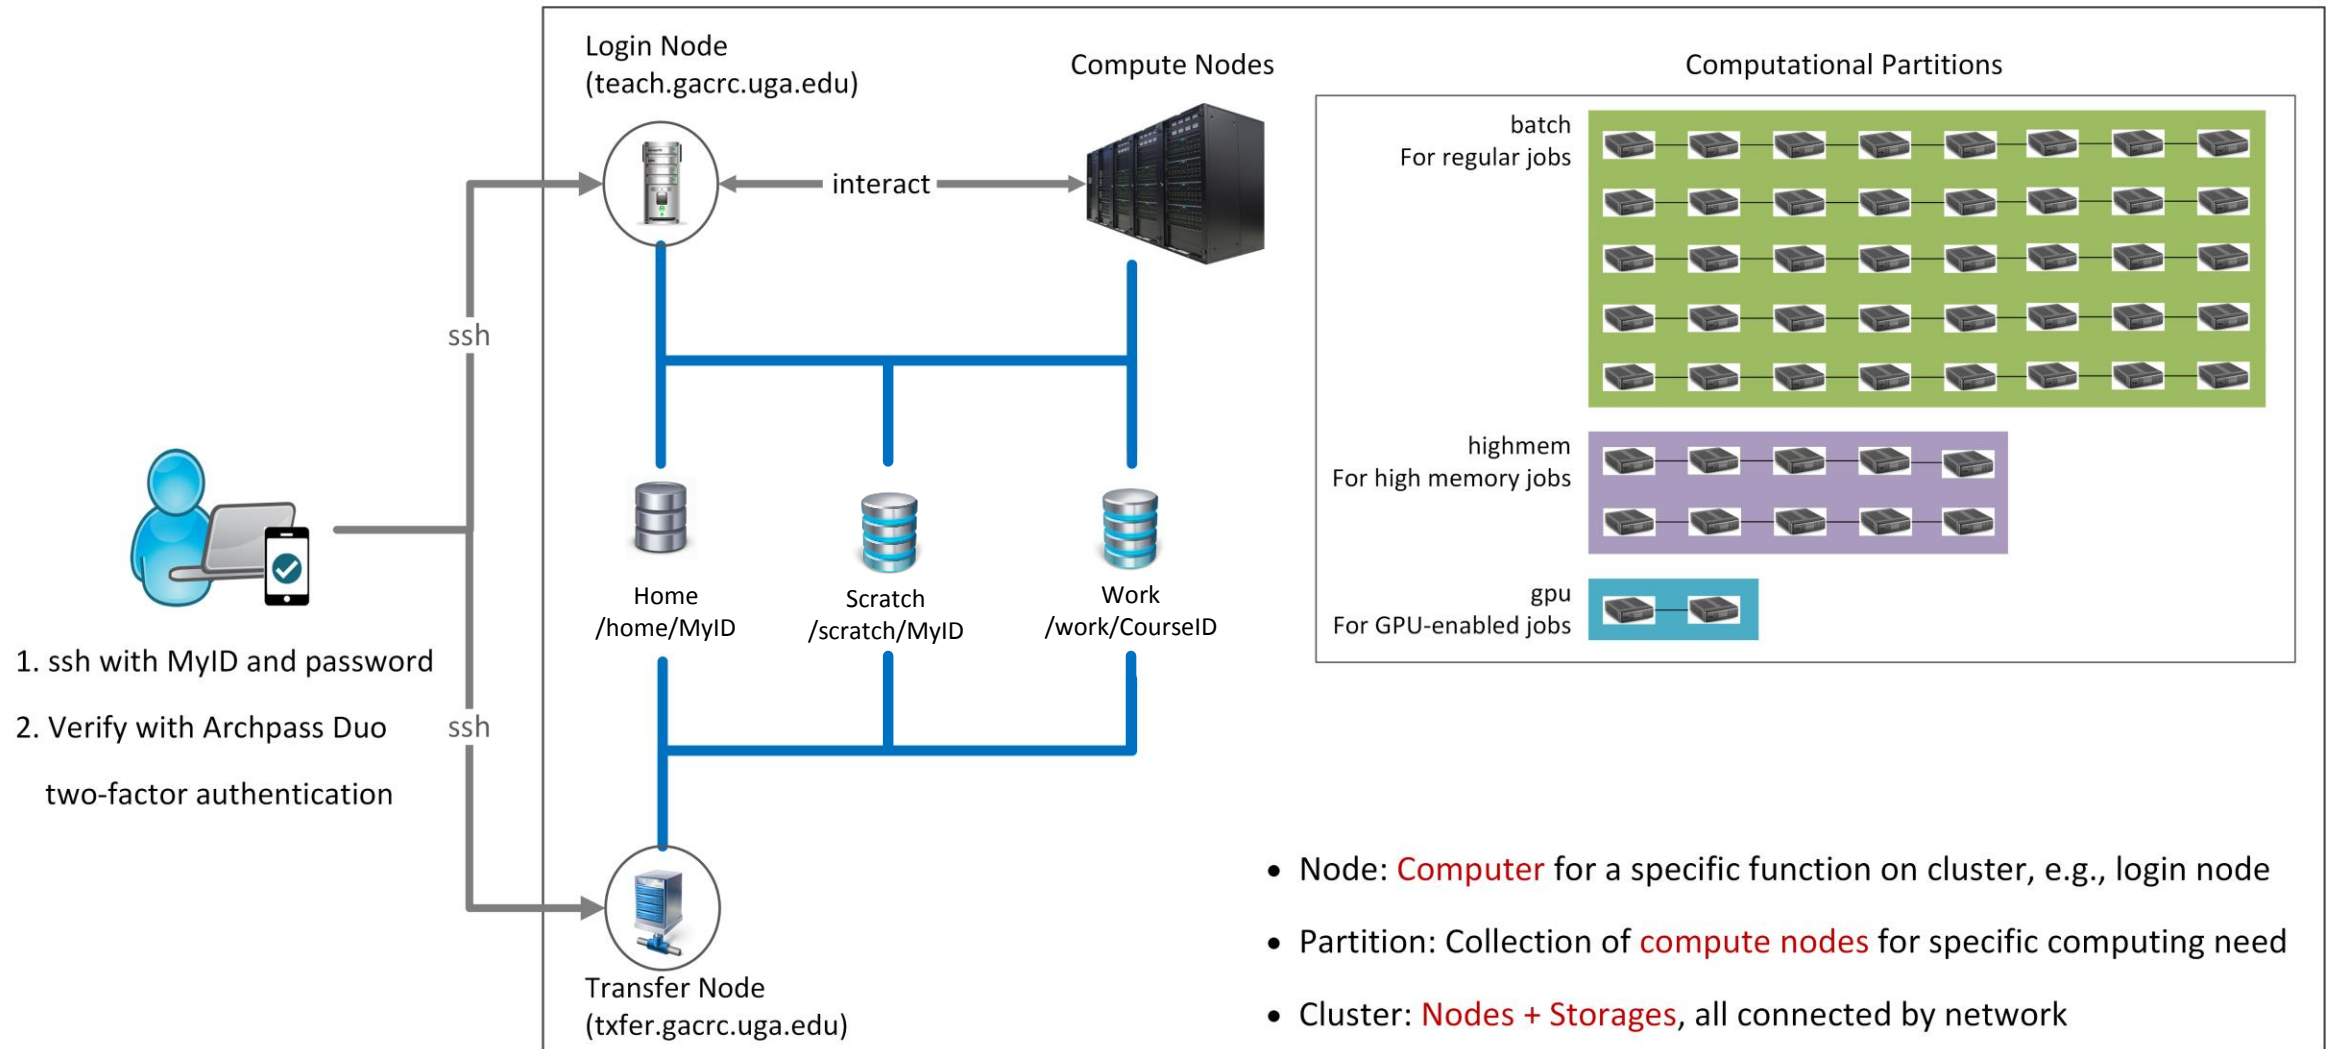 Login Node
(teach.gacrc.uga.edu)
Compute Nodes
Computational Partitions
interact
batch
For regular jobs
highmem
For high memory jobs
gpu
For GPU-enabled jobs
ssh
ssh
1. ssh with MyID and password
2. Verify with Archpass Duo
two-factor authentication
Home
/home/MyID
Scratch
/scratch/MyID
Work
/work/CourseID
Transfer Node
(txfer.gacrc.uga.edu)
• Node: Computer for a specific function on cluster, e.g., login node
• Partition: Collection of compute nodes for specific computing need
• Cluster: Nodes + Storages, all connected by network